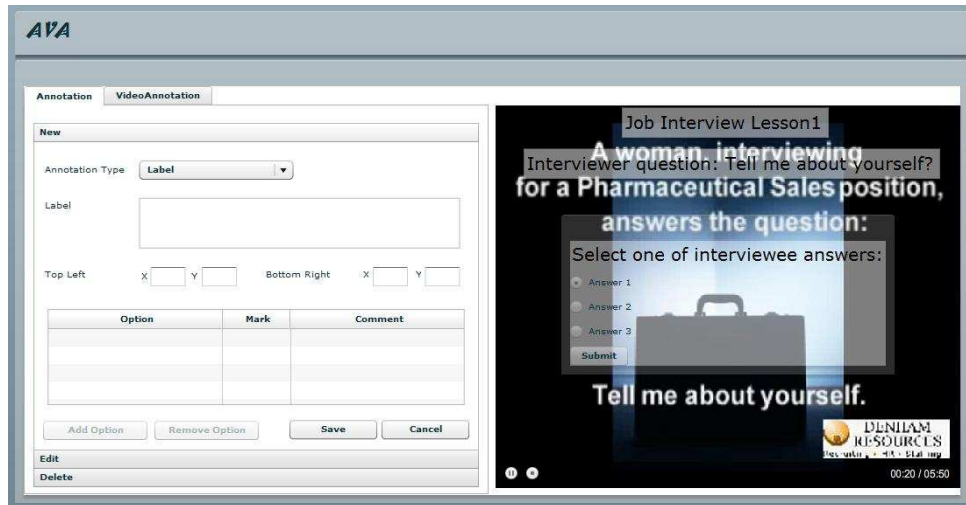 AVA
Annotation VideoAnnotation
New
Annotation Type Label
Label
Top Left X Y Bottom Right X Y
Option Mark Comment
Add Option Remove Option Save Cancel
Edit
Delete
Job Interview Lesson1
A woman, interviewing
Interviewer question: Tell me about yourself?
for a Pharmaceutical Sales position,
answers the question:
Select one of interviewee answers:
Answer 1
Answer 2
Answer 3
Submit
Tell me about yourself.
DENHAM
RESOURCES
Recruiting • HR • Staffing
00:20 / 05:50